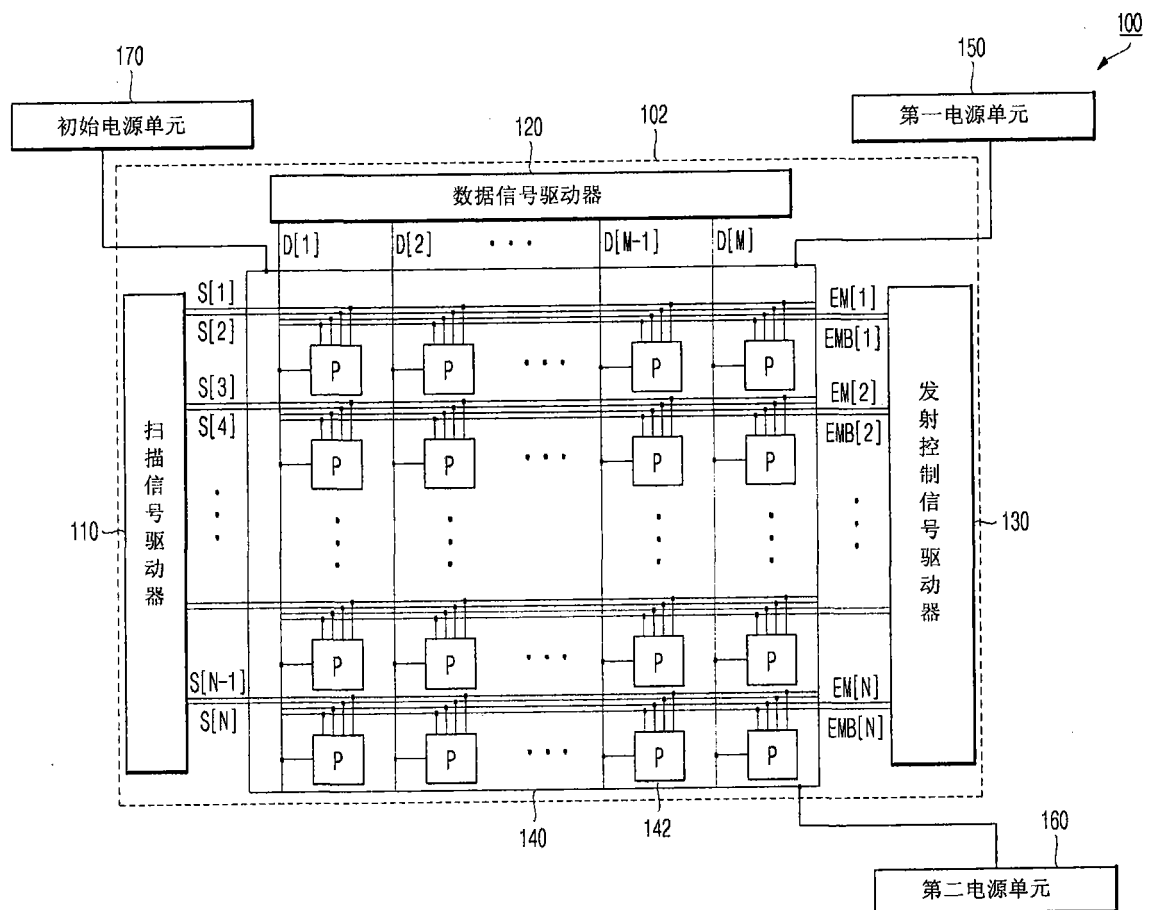 100
170
150
初始电源单元
第一电源单元
120
102
数据信号驱动器
D[1]
D[2]
D[M-1]
D[M]
S[1]
EM[1]
S[2]
EMB[1]
P P P P
S[3]
EM[2]
S[4]
EMB[2]
P P P P
扫描信号驱动器
发射控制信号驱动器
110
130
P P P P
S[N-1]
EM[N]
S[N]
EMB[N]
P P P P
140
142
160
第二电源单元